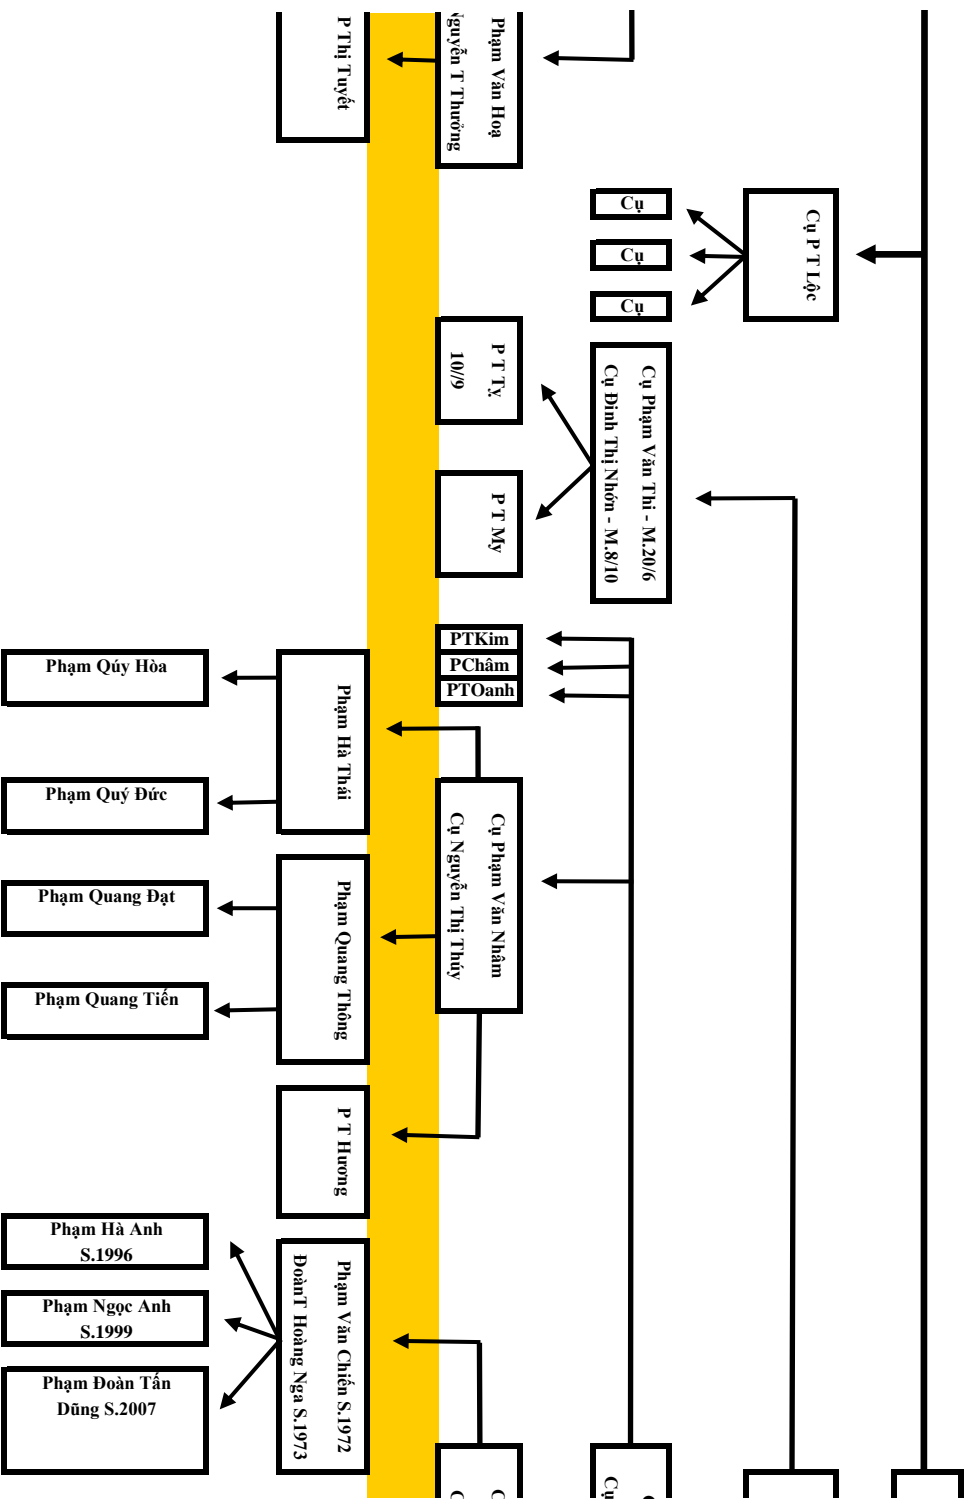 P Thị Tuyết
Phạm Văn Hoạ
Nguyễn T Thưởng
Cụ P T Lộc
Cụ
Cụ
Cụ
P T Tý
10//9
Cụ Phạm Văn Thi - M.20/6
Cụ Đinh Thị Nhớn - M.8/10
P T My
PTKim
PChâm
PTOanh
Phạm Qúy Hòa
Phạm Hà Thái
Phạm Quý Đức
Cụ Phạm Văn Nhâm
Cụ Nguyễn Thị Thúy
Phạm Quang Đạt
Phạm Quang Thông
Phạm Quang Tiến
P T Hương
Phạm Hà Anh
S.1996
Phạm Ngọc Anh
S.1999
Phạm Đoàn Tấn
Dũng S.2007
Phạm Văn Chiến S.1972
ĐoànT Hoàng Nga S.1973
Cụ